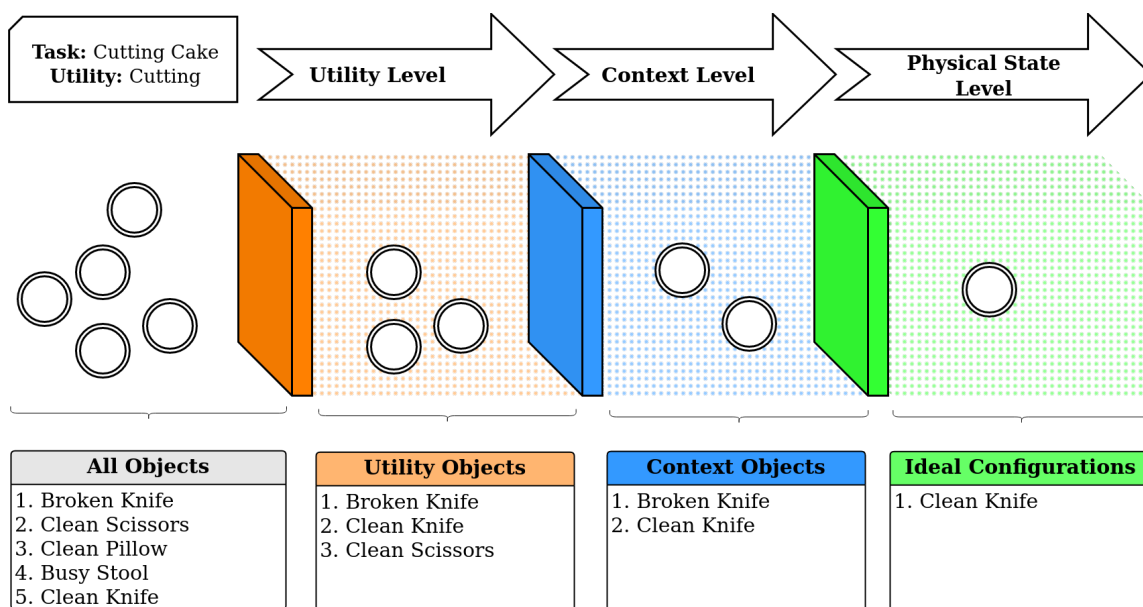 Task: Cutting Cake
Utility: Cutting
Utility Level
Context Level
Physical State
Level
All Objects
1. Broken Knife
2. Clean Scissors
3. Clean Pillow
4. Busy Stool
5. Clean Knife
Utility Objects
1. Broken Knife
2. Clean Knife
3. Clean Scissors
Context Objects
1. Broken Knife
2. Clean Knife
Ideal Configurations
1. Clean Knife